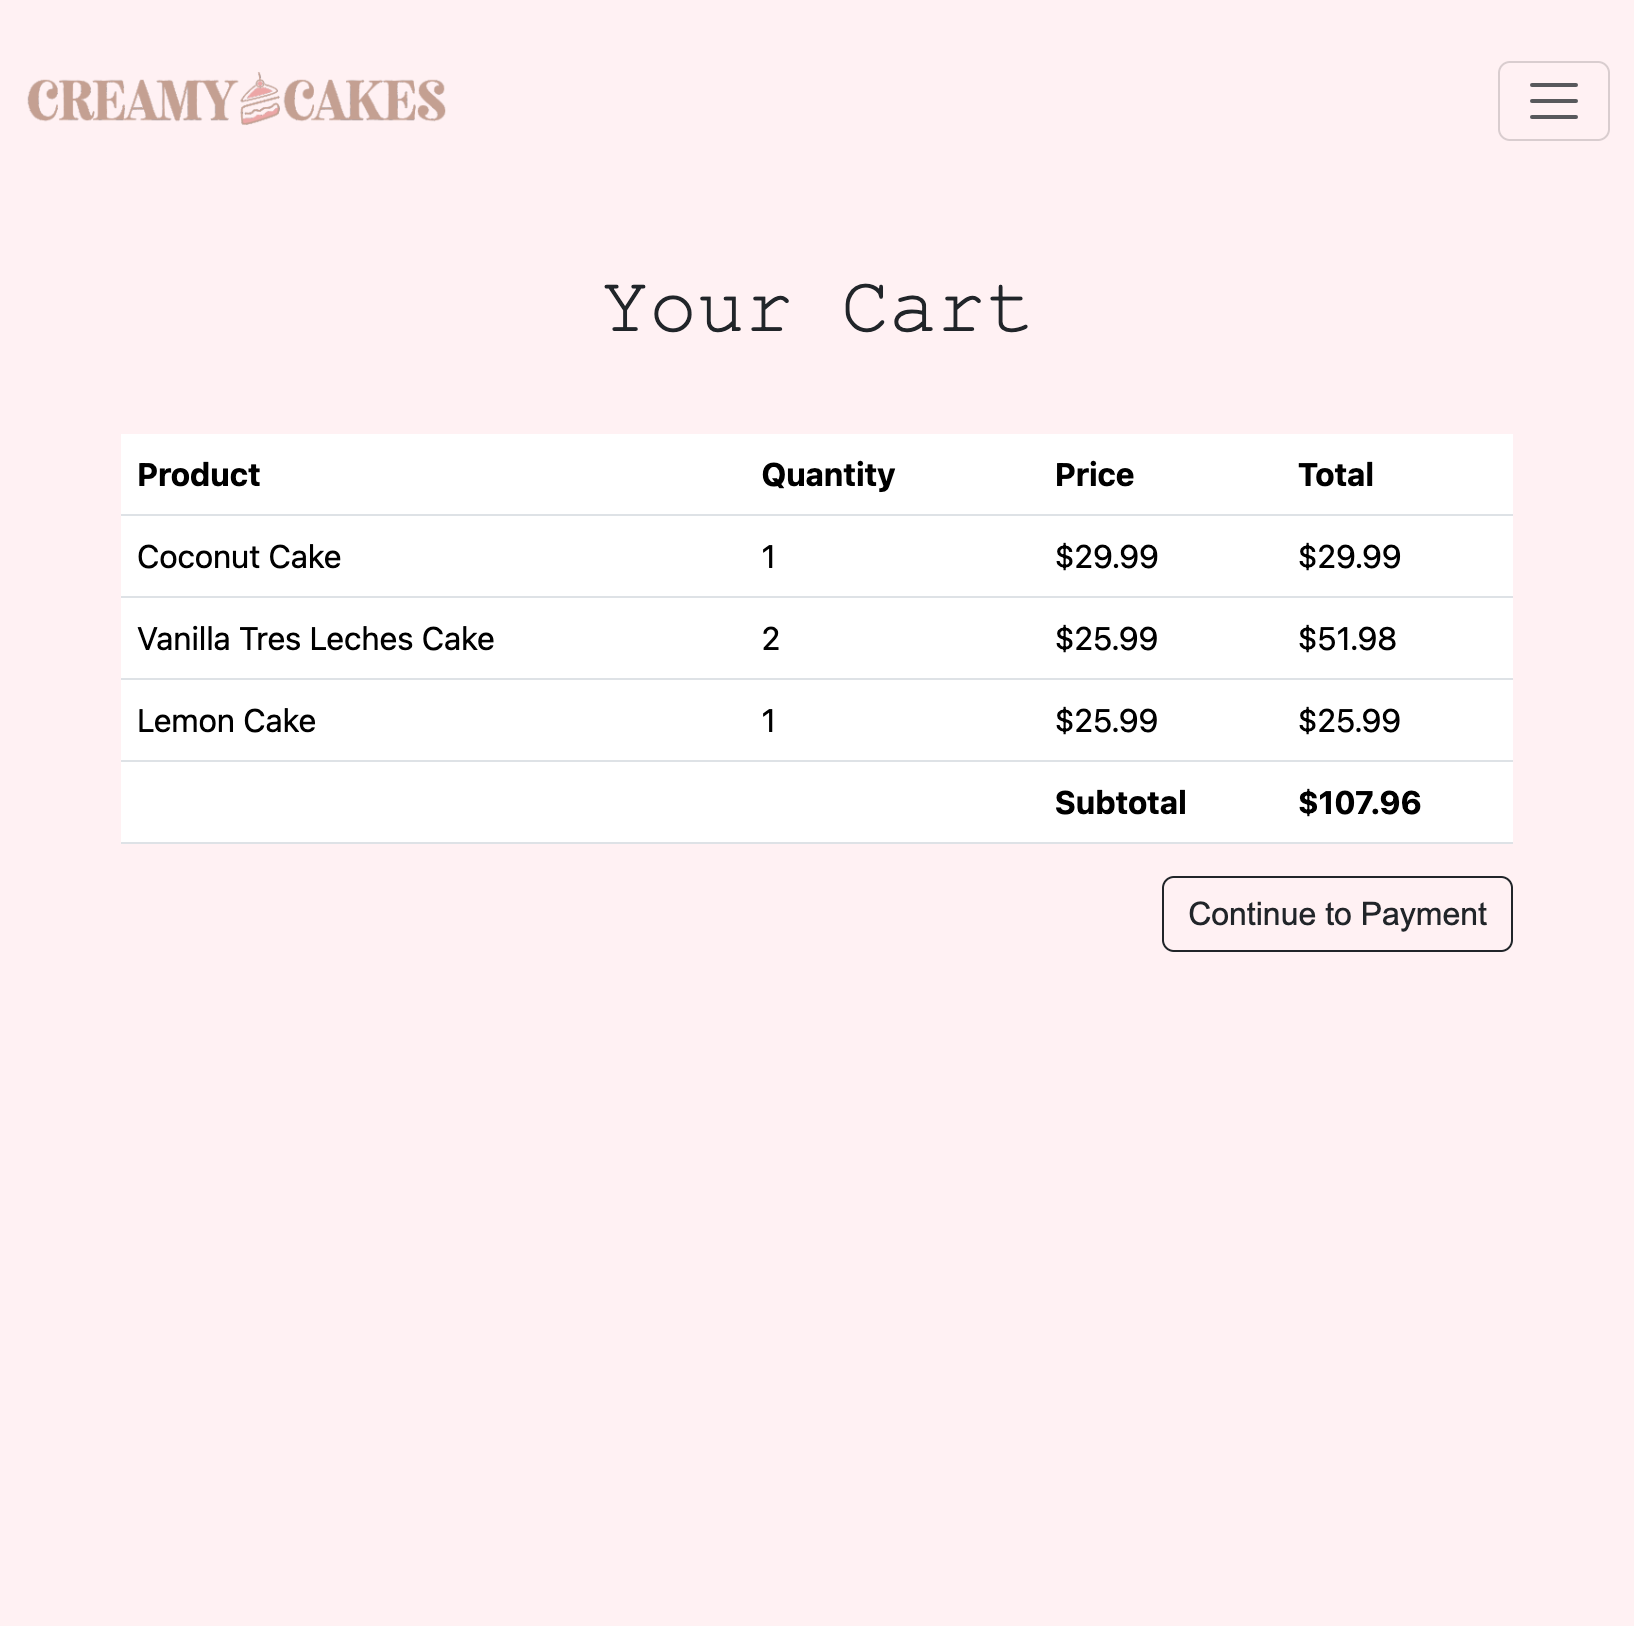 CREAMY CAKES
Your Cart
Product Quantity Price Total
Coconut Cake 1 $29.99 $29.99
Vanilla Tres Leches Cake 2 $25.99 $51.98
Lemon Cake 1 $25.99 $25.99
Subtotal $107.96
Continue to Payment